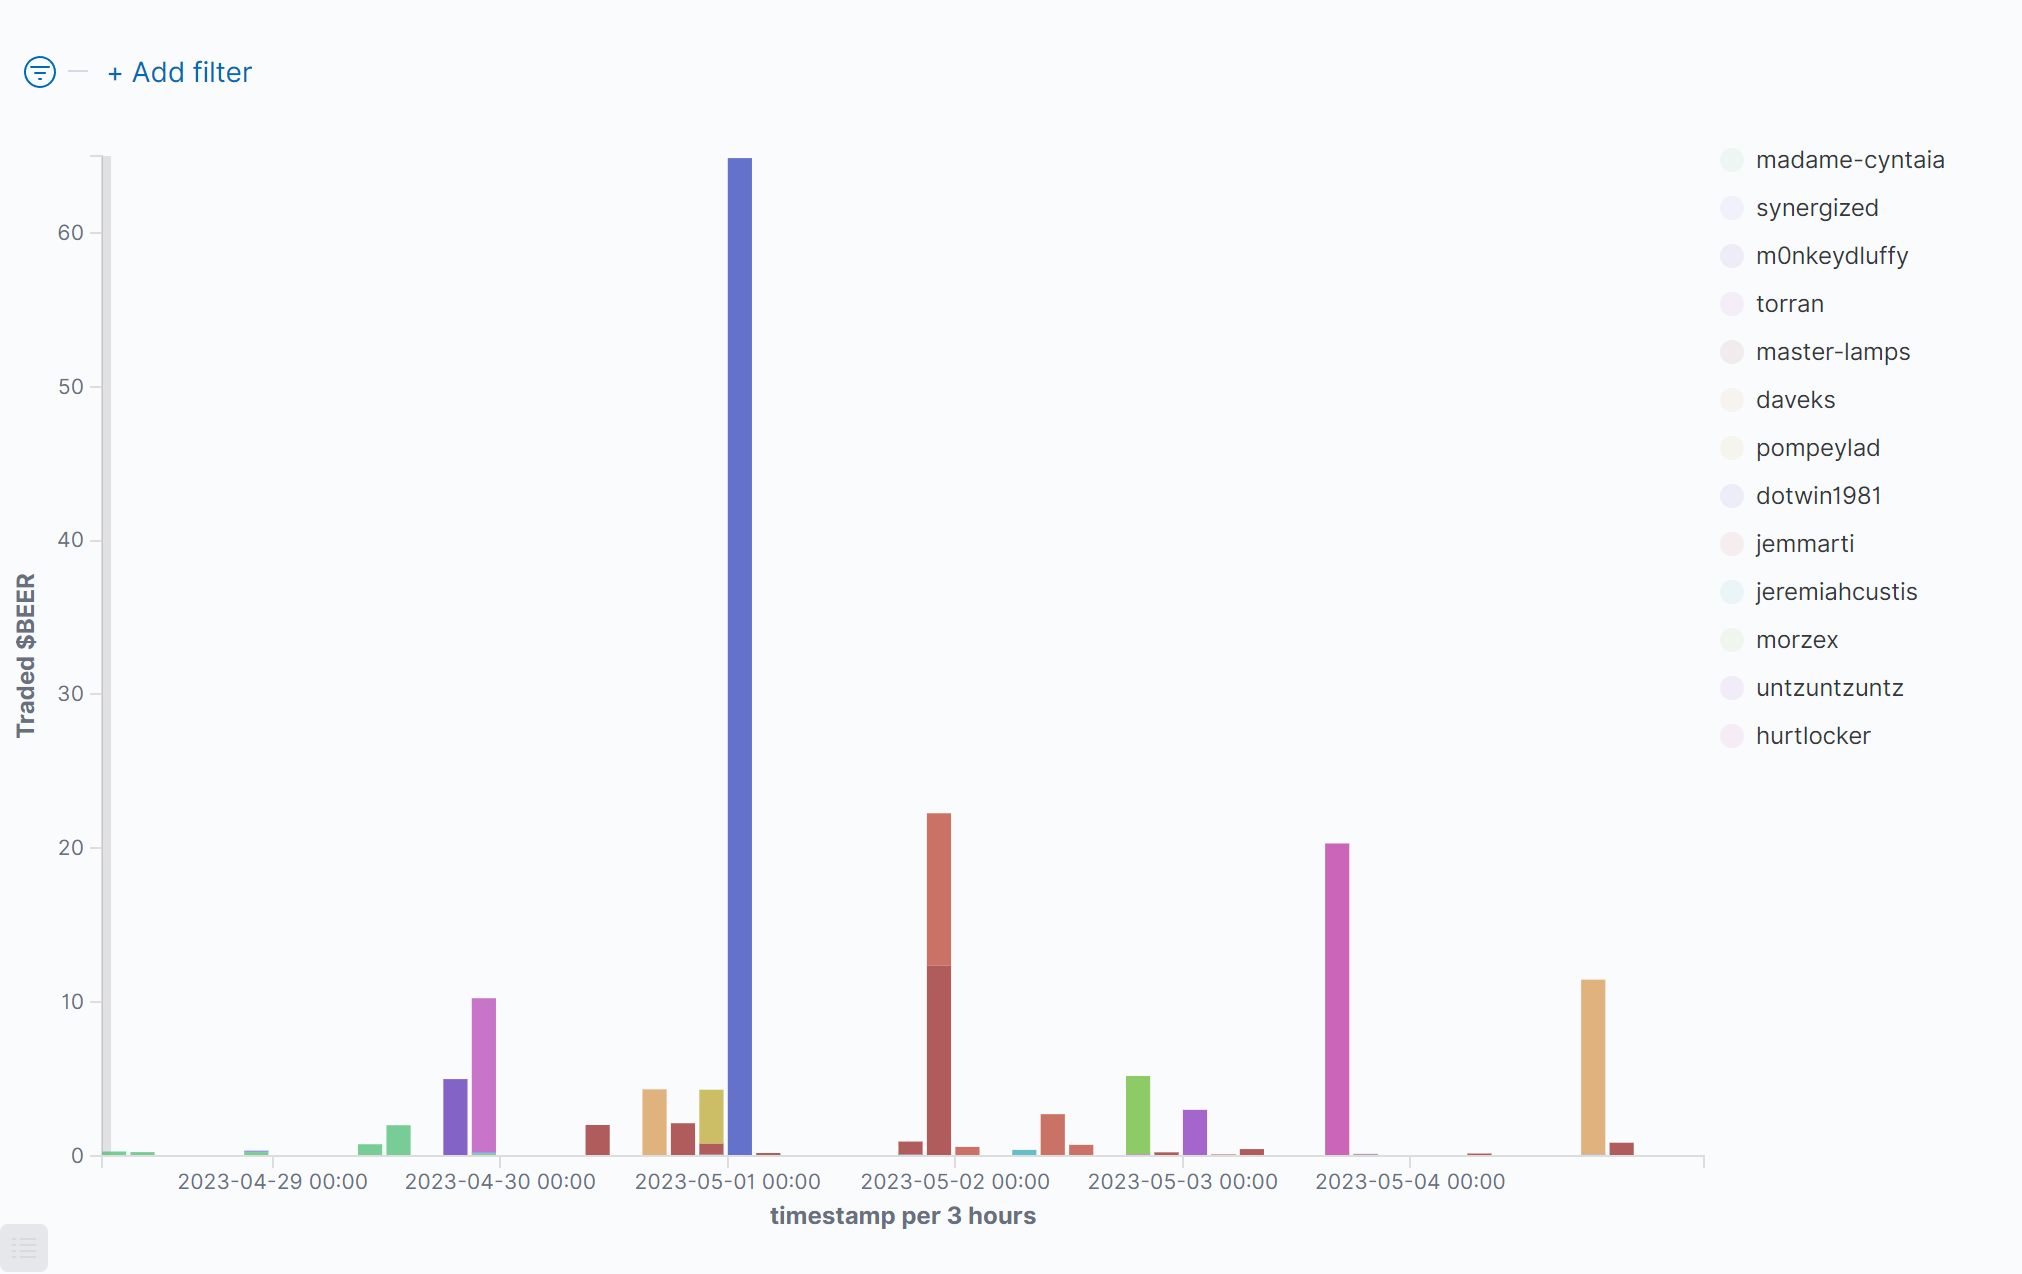 + Add filter
60
50
40
30
20
10
0
Traded $BEER
2023-04-29 00:00
2023-04-30 00:00
2023-05-01 00:00
2023-05-02 00:00
2023-05-03 00:00
2023-05-04 00:00
timestamp per 3 hours
madame-cyntaia
synergized
m0nkeydluffy
torran
master-lamps
daveks
pompeylad
dotwin1981
jemmarti
jeremiahcustis
morzex
untzuntzuntz
hurtlocker